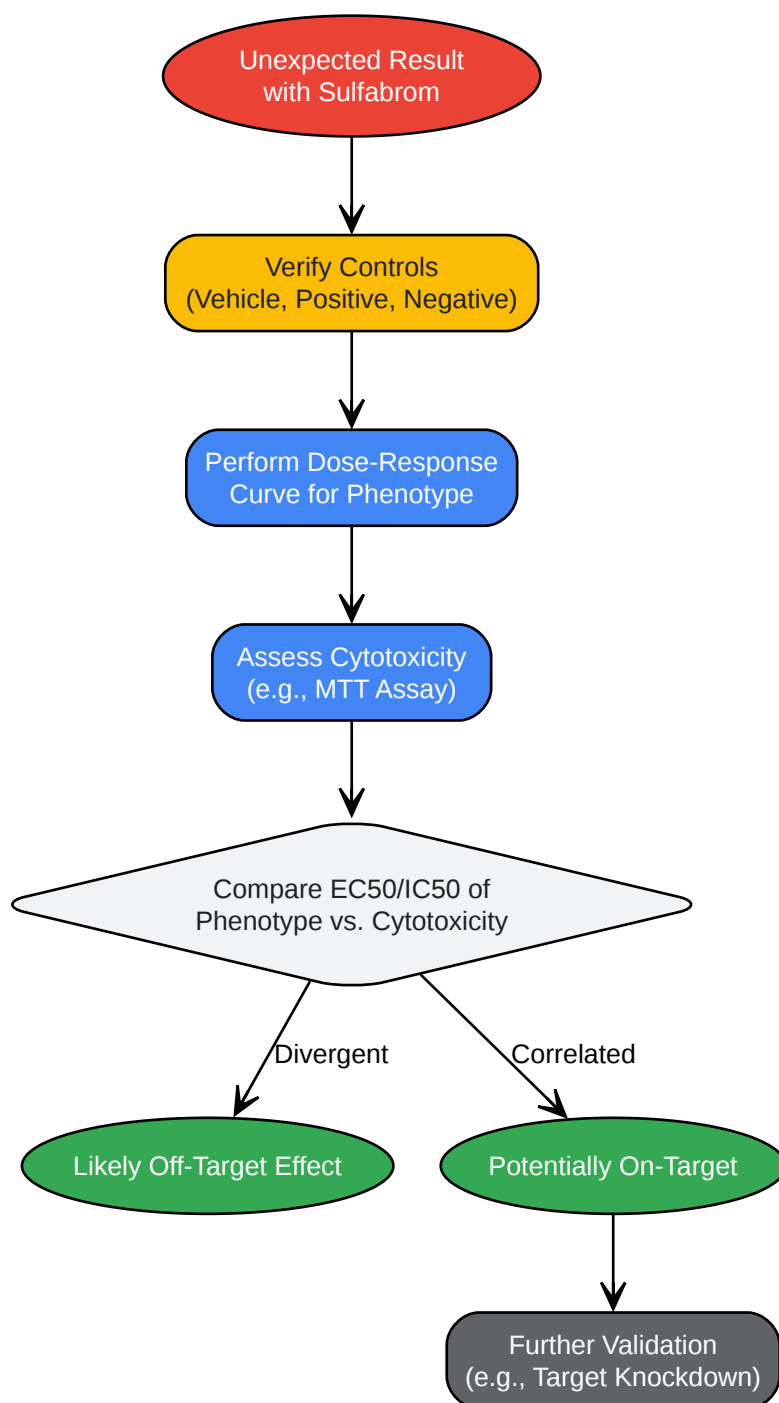 Unexpected Result
with Sulfabrom
Verify Controls
(Vehicle, Positive, Negative)
Perform Dose-Response
Curve for Phenotype
Assess Cytotoxicity
(e.g., MTT Assay)
Compare EC50/IC50 of
Phenotype vs. Cytotoxicity
Divergent
Correlated
Likely Off-Target Effect
Potentially On-Target
Further Validation
(e.g., Target Knockdown)